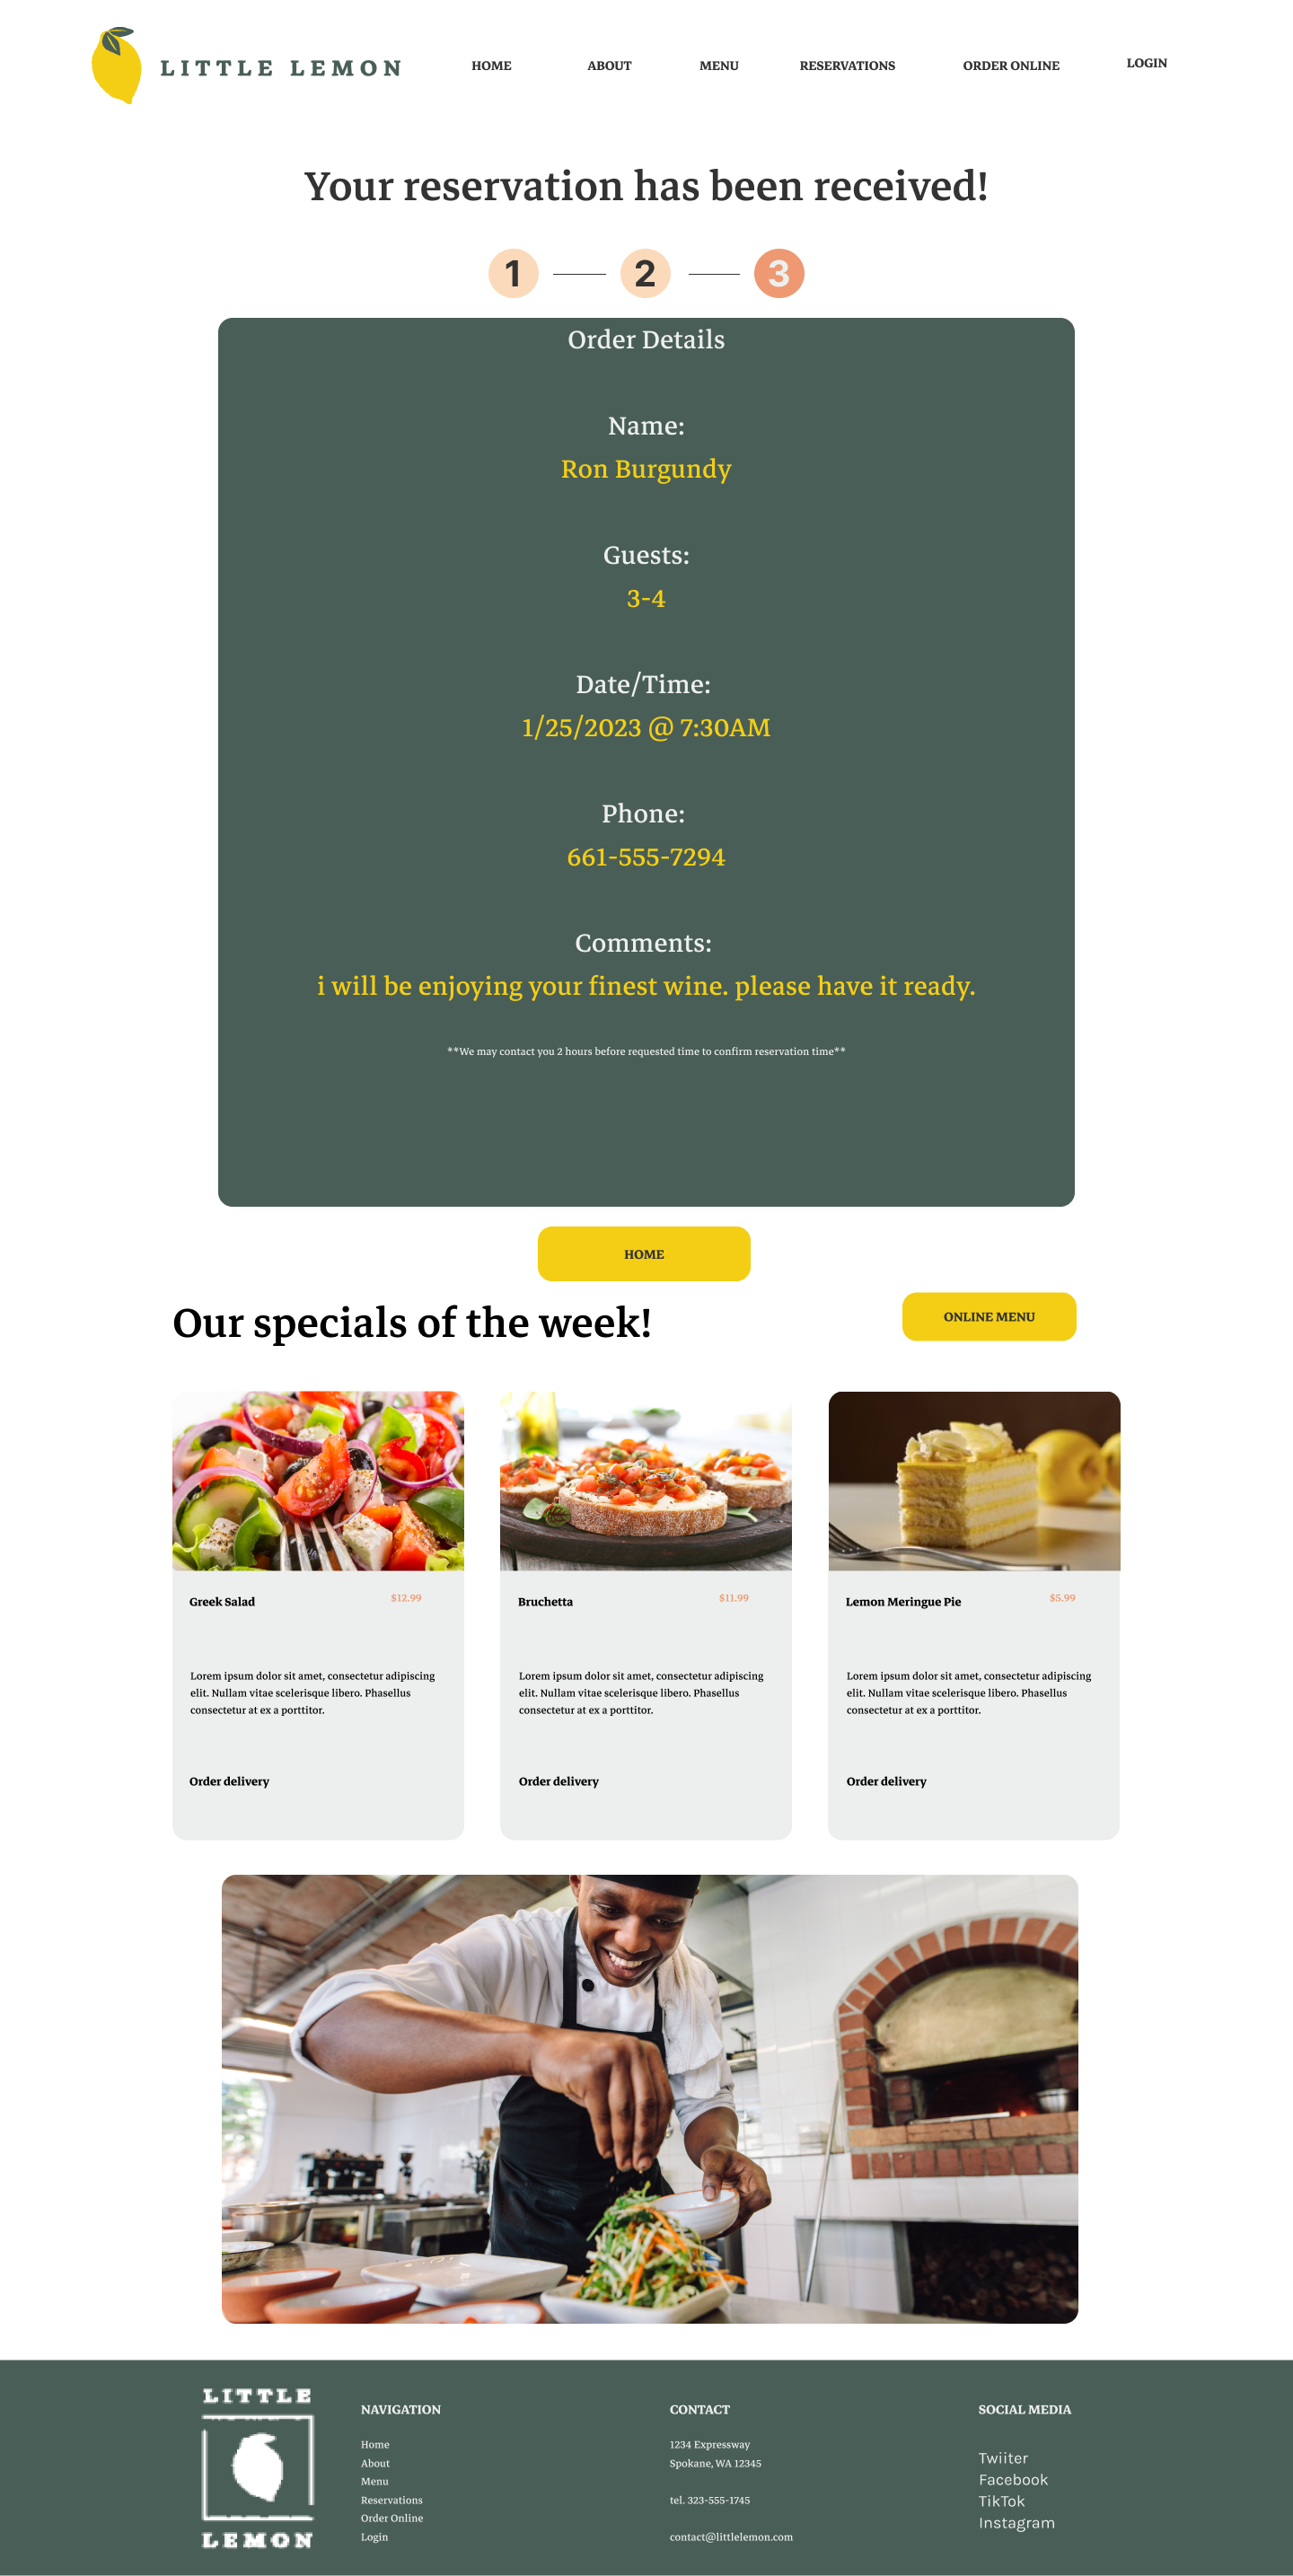 LITTLE LEMON
HOME ABOUT MENU RESERVATIONS ORDER ONLINE LOGIN
Your reservation has been received!
1 2 3
Order Details
Name:
Ron Burgundy
Guests:
3-4
Date/Time:
1/25/2023 @ 7:30AM
Phone:
661-555-7294
Comments:
i will be enjoying your finest wine. please have it ready.
**We may contact you 2 hours before requested time to confirm reservation time**
HOME
Our specials of the week!
ONLINE MENU
Greek Salad $12.99
Lorem ipsum dolor sit amet, consectetur adipiscing
elit. Nullam vitae scelerisque libero. Phasellus
consectetur at ex a porttitor.
Order delivery
Bruchetta $11.99
Lorem ipsum dolor sit amet, consectetur adipiscing
elit. Nullam vitae scelerisque libero. Phasellus
consectetur at ex a porttitor.
Order delivery
Lemon Meringue Pie $5.99
Lorem ipsum dolor sit amet, consectetur adipiscing
elit. Nullam vitae scelerisque libero. Phasellus
consectetur at ex a porttitor.
Order delivery
LITTLE
LEMON
NAVIGATION
Home
About
Menu
Reservations
Order Online
Login
CONTACT
1234 Expressway
Spokane, WA 12345
tel. 323-555-1745
contact@littlelemon.com
SOCIAL MEDIA
Twiiter
Facebook
TikTok
Instagram